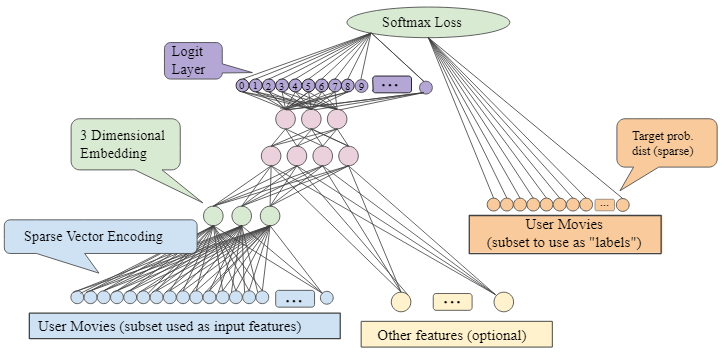 Softmax Loss
Logit
Layer
0 1 2 3 4 5 6 7 8 9 ...
3 Dimensional
Embedding
Target prob.
dist (sparse)
...
User Movies
(subset to use as "labels")
Sparse Vector Encoding
...
User Movies (subset used as input features)
...
Other features (optional)